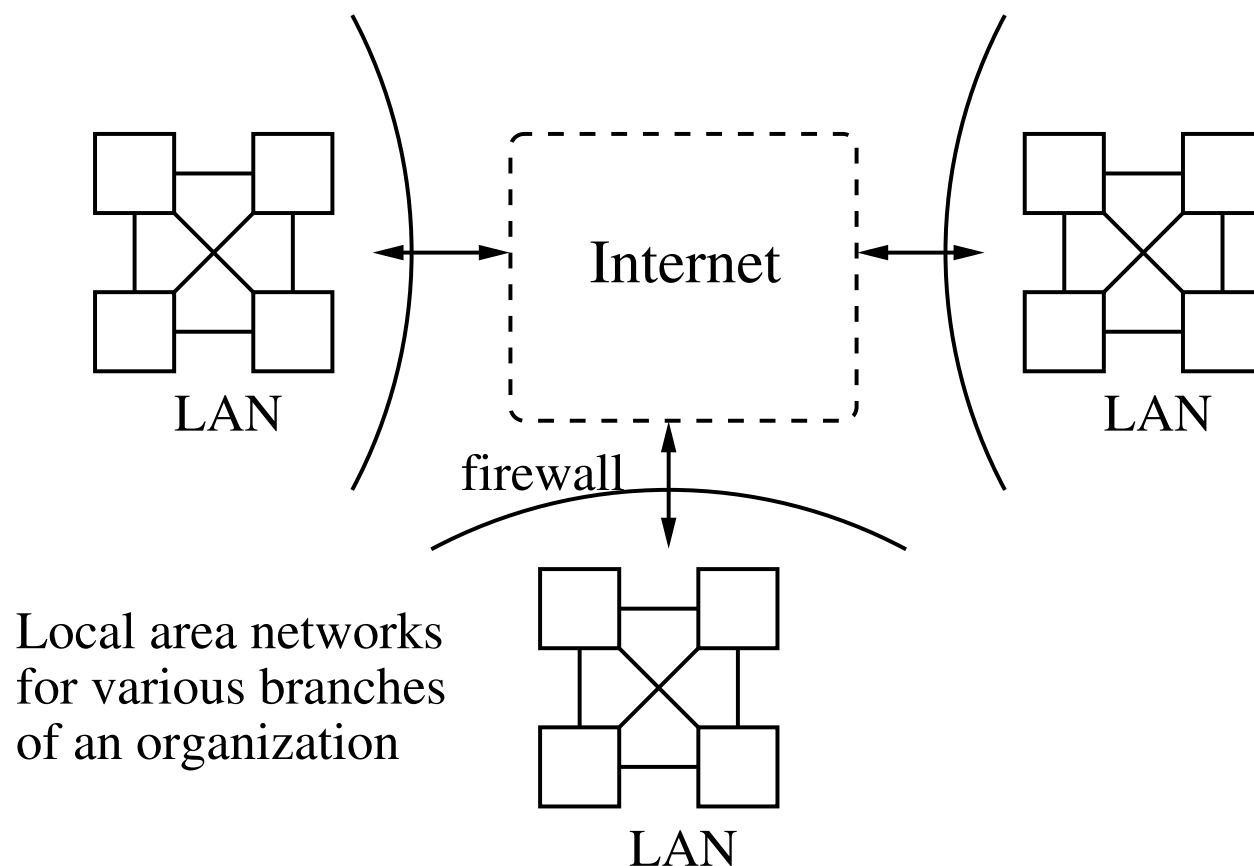 Internet
LAN
LAN
firewall
Local area networks
for various branches
of an organization
LAN